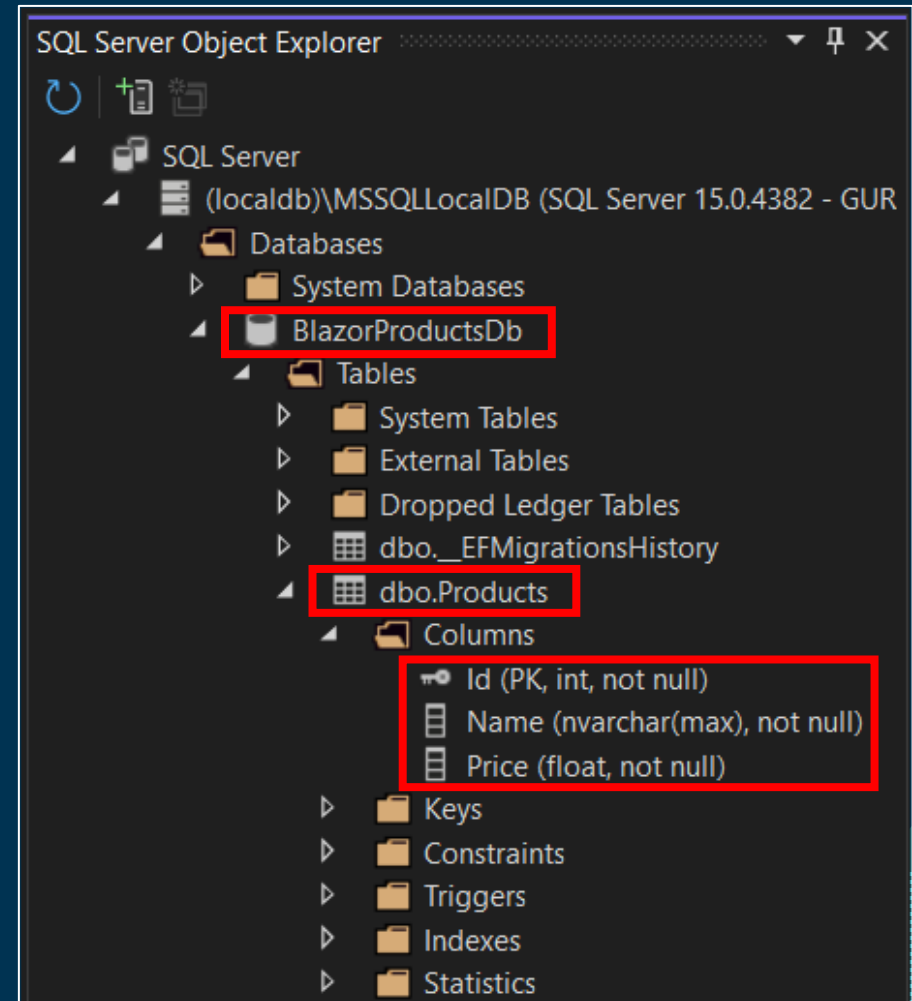 SQL Server Object Explorer
SQL Server
(localdb)\MSSQLLocalDB (SQL Server 15.0.4382 - GUR
Databases
System Databases
BlazorProductsDb
Tables
System Tables
External Tables
Dropped Ledger Tables
dbo.__EFMigrationsHistory
dbo.Products
Columns
Id (PK, int, not null)
Name (nvarchar(max), not null)
Price (float, not null)
Keys
Constraints
Triggers
Indexes
Statistics